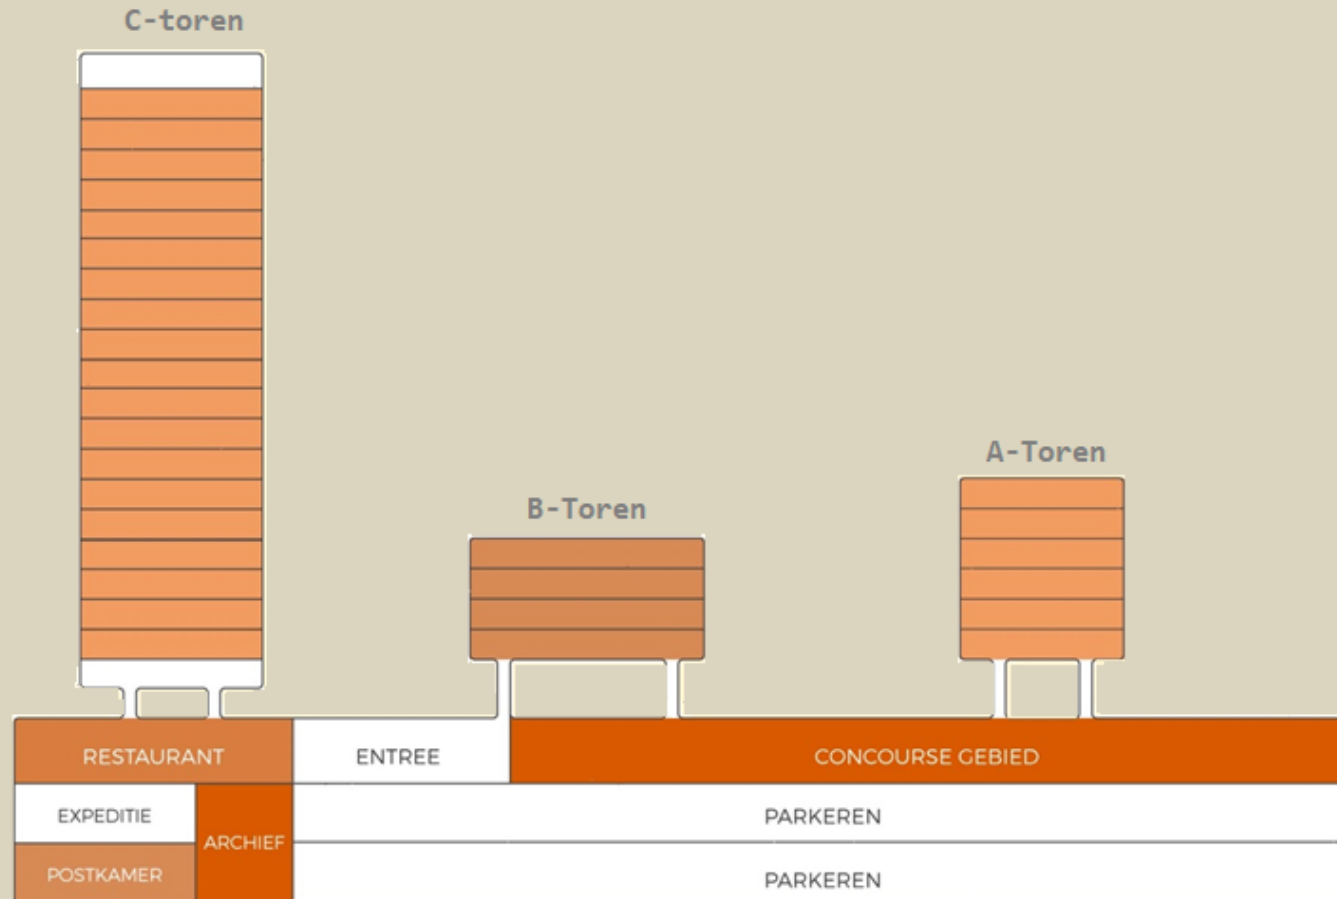 C-toren
A-Toren
B-Toren
RESTAURANT
ENTREE
CONCOURSE GEBIED
EXPEDITIE
PARKEREN
ARCHIEF
POSTKAMER
PARKEREN